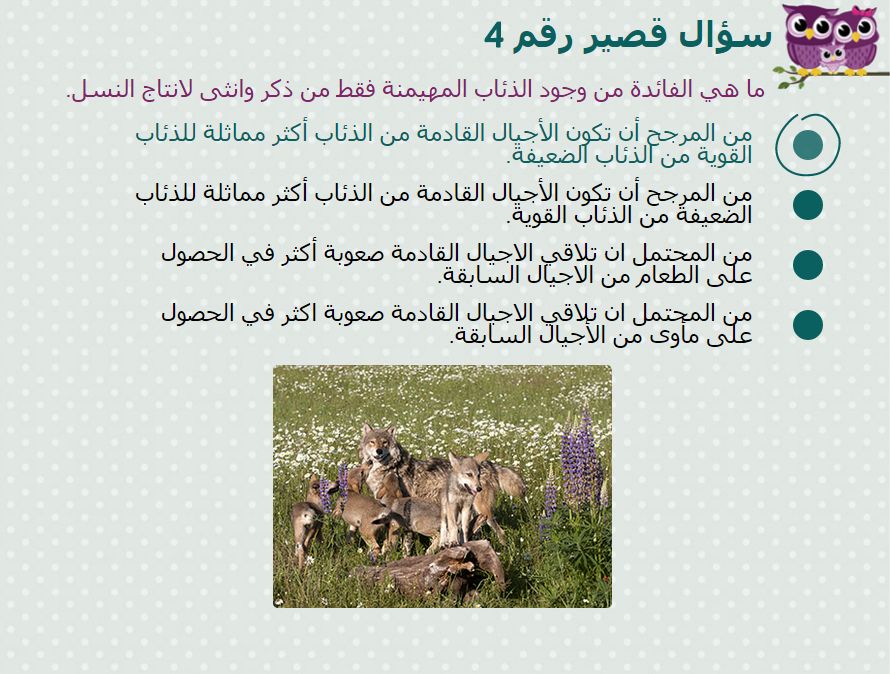 سؤال قصير رقم 4
ما هي الفائدة من وجود الذئاب المهيمنة فقط من ذكر وانثى لانتاج النسل.
من المرجح أن تكون الأجيال القادمة من الذئاب أكثر مماثلة للذئاب
القوية من الذئاب الضعيفة.
من المرجح أن تكون الأجيال القادمة من الذئاب أكثر مماثلة للذئاب
الضعيفة من الذئاب القوية.
من المحتمل ان تلاقي الاجيال القادمة صعوبة أكثر في الحصول
على الطعام من الاجيال السابقة.
من المحتمل ان تلاقي الاجيال القادمة صعوبة اكثر في الحصول
على مأوى من الأجيال السابقة.